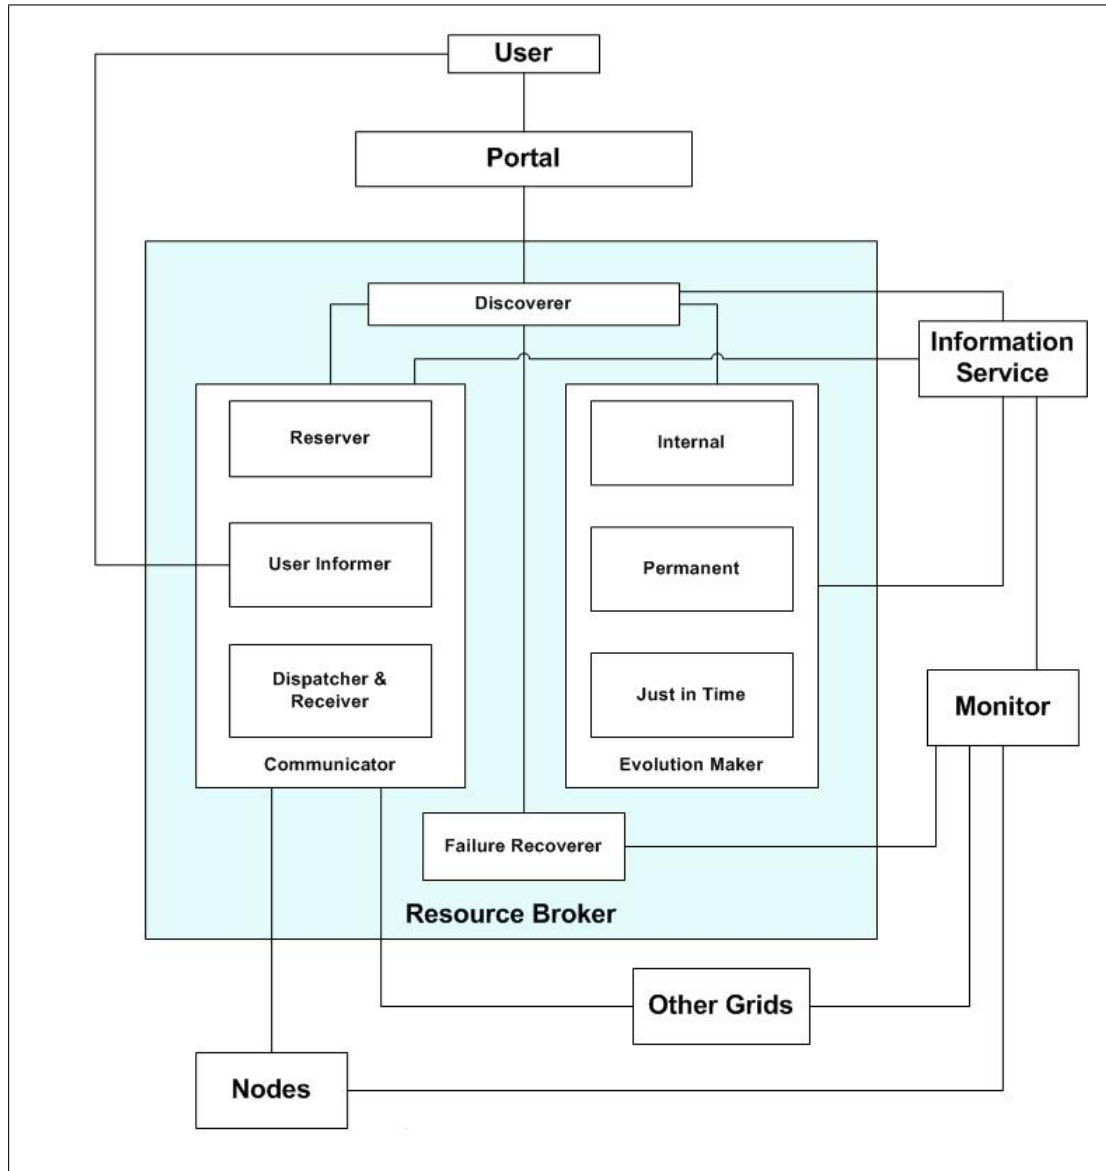 User
Portal
Discoverer
Information
Service
Reserver
Internal
User Informer
Permanent
Dispatcher &
Receiver
Just in Time
Monitor
Communicator
Evolution Maker
Failure Recoverer
Resource Broker
Other Grids
Nodes